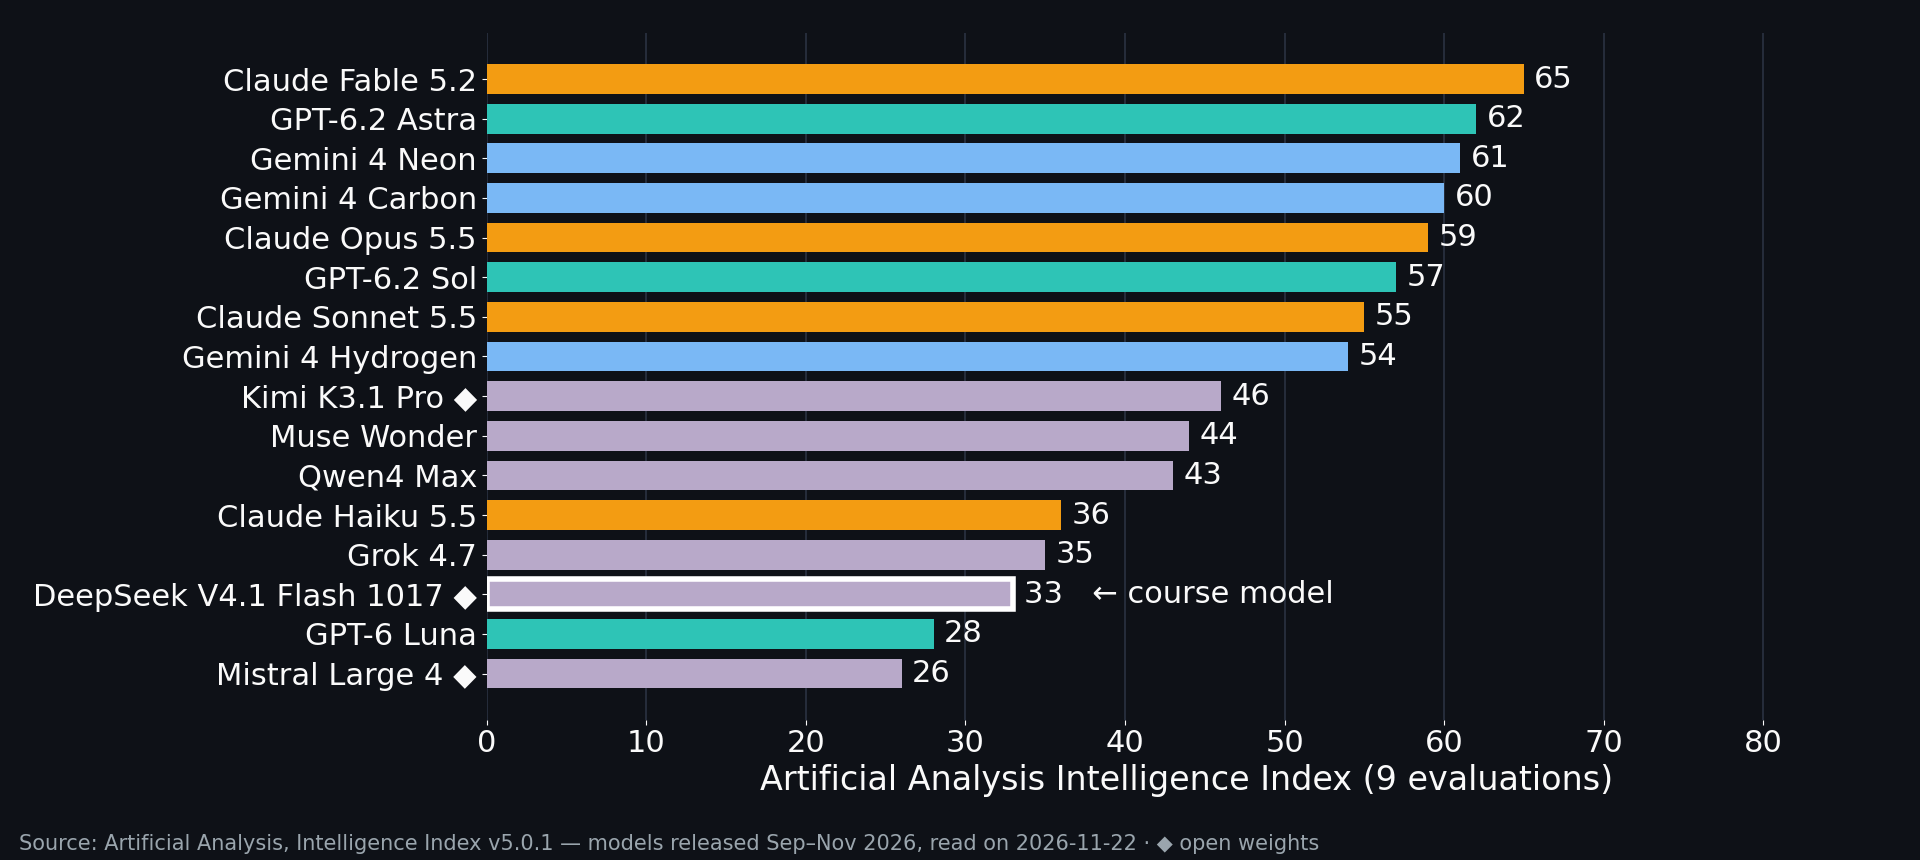 Claude Fable 5.2 65
GPT-6.2 Astra 62
Gemini 4 Neon 61
Gemini 4 Carbon 60
Claude Opus 5.5 59
GPT-6.2 Sol 57
Claude Sonnet 5.5 55
Gemini 4 Hydrogen 54
Kimi K3.1 Pro ◆ 46
Muse Wonder 44
Qwen4 Max 43
Claude Haiku 5.5 36
Grok 4.7 35
DeepSeek V4.1 Flash 1017 ◆ 33 ← course model
GPT-6 Luna 28
Mistral Large 4 ◆ 26
0 10 20 30 40 50 60 70 80
Artificial Analysis Intelligence Index (9 evaluations)
Source: Artificial Analysis, Intelligence Index v5.0.1 — models released Sep–Nov 2026, read on 2026-11-22 · ◆ open weights